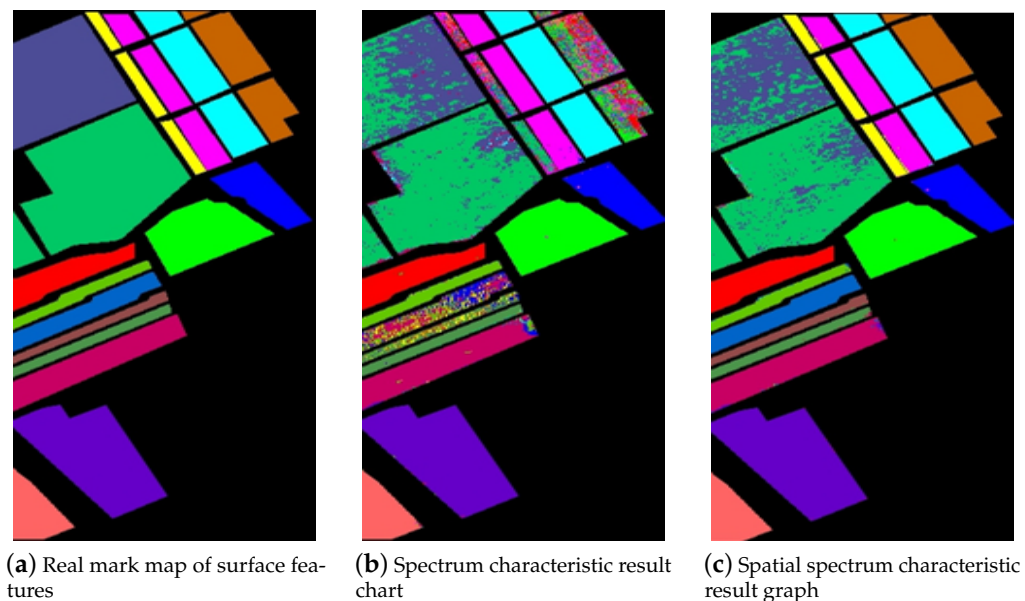 (a) Real mark map of surface fea-
tures
(b) Spectrum characteristic result
chart
(c) Spatial spectrum characteristic
result graph